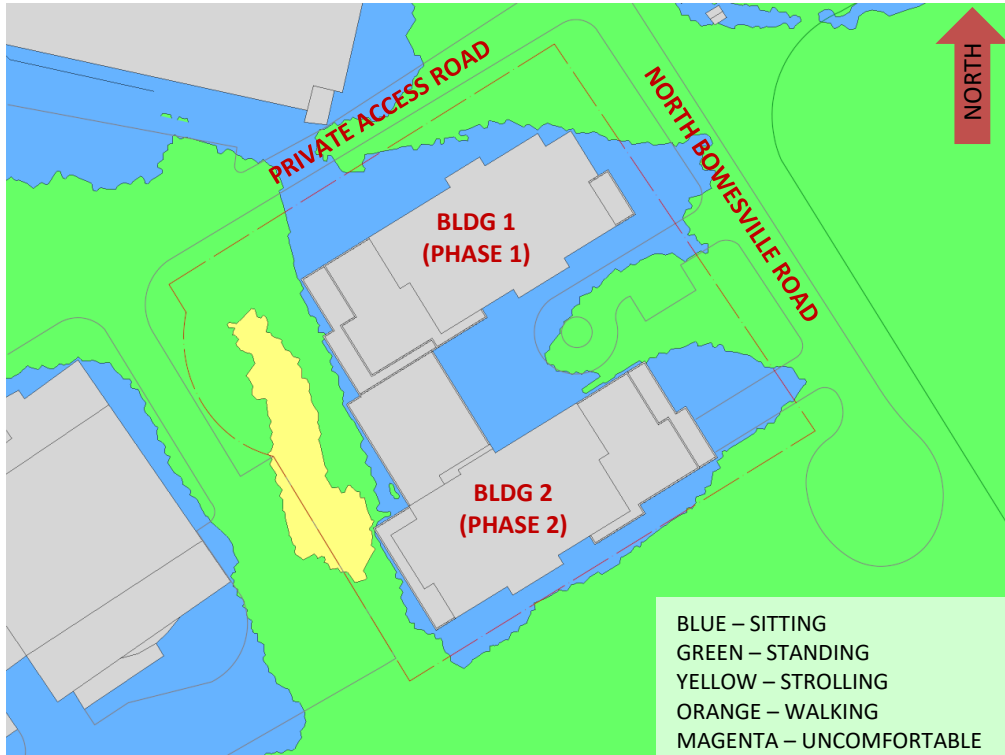 NORTH
PRIVATE ACCESS ROAD
NORTH BOWESVILLE ROAD
BLDG 1
(PHASE 1)
BLDG 2
(PHASE 2)
BLUE – SITTING
GREEN – STANDING
YELLOW – STROLLING
ORANGE – WALKING
MAGENTA – UNCOMFORTABLE